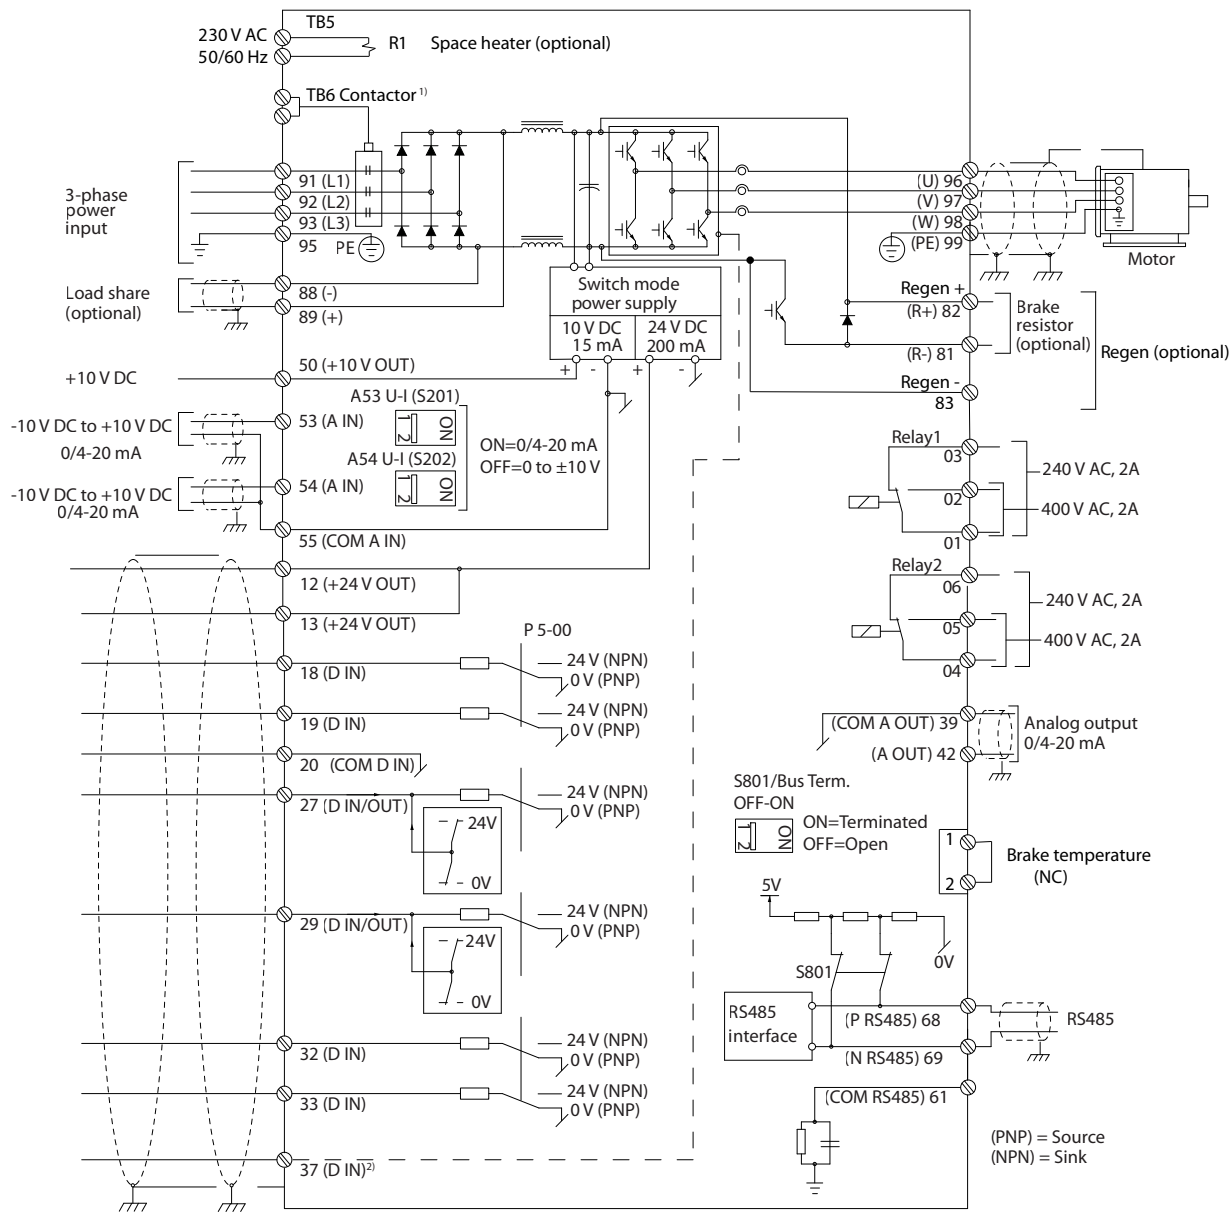 TB5
230 V AC
50/60 Hz
R1
Space heater (optional)
TB6 Contactor 1)
3-phase
power
input
91 (L1)
92 (L2)
93 (L3)
95
PE
(U) 96
(V) 97
(W) 98
(PE) 99
Motor
Load share
(optional)
88 (-)
89 (+)
Switch mode
power supply
10 V DC
15 mA
24 V DC
200 mA
+
-
+
-
Regen +
(R+) 82
Brake
resistor
(optional)
(R-) 81
Regen (optional)
Regen -
83
+10 V DC
50 (+10 V OUT)
A53 U-I (S201)
1 2
ON
-10 V DC to +10 V DC
0/4-20 mA
53 (A IN)
ON=0/4-20 mA
OFF=0 to ±10 V
A54 U-I (S202)
1 2
ON
-10 V DC to +10 V DC
0/4-20 mA
54 (A IN)
55 (COM A IN)
Relay1
03
240 V AC, 2A
02
400 V AC, 2A
01
12 (+24 V OUT)
13 (+24 V OUT)
Relay2
06
240 V AC, 2A
05
400 V AC, 2A
04
P 5-00
18 (D IN)
24 V (NPN)
0 V (PNP)
19 (D IN)
24 V (NPN)
0 V (PNP)
20 (COM D IN)
(COM A OUT) 39
(A OUT) 42
Analog output
0/4-20 mA
27 (D IN/OUT)
24 V (NPN)
0 V (PNP)
24V
0V
S801/Bus Term.
OFF-ON
1 2
ON
ON=Terminated
OFF=Open
1
2
Brake temperature
(NC)
29 (D IN/OUT)
24 V (NPN)
0 V (PNP)
24V
0V
5V
0V
S801
RS485
interface
(P RS485) 68
(N RS485) 69
RS485
(COM RS485) 61
32 (D IN)
24 V (NPN)
0 V (PNP)
33 (D IN)
24 V (NPN)
0 V (PNP)
37 (D IN) 2)
(PNP) = Source
(NPN) = Sink